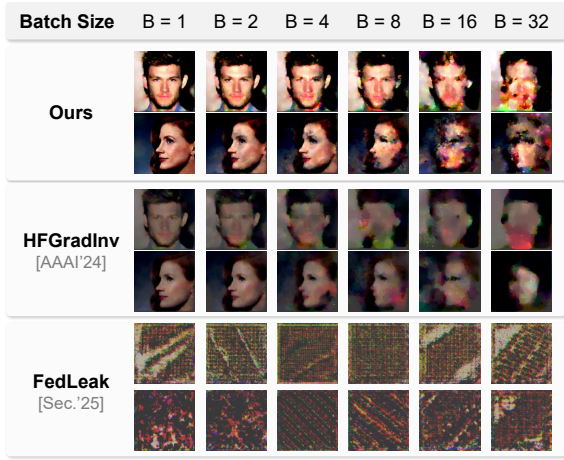 Batch Size B = 1 B = 2 B = 4 B = 8 B = 16 B = 32
Ours
HFGradInv
[AAAI'24]
FedLeak
[Sec.'25]